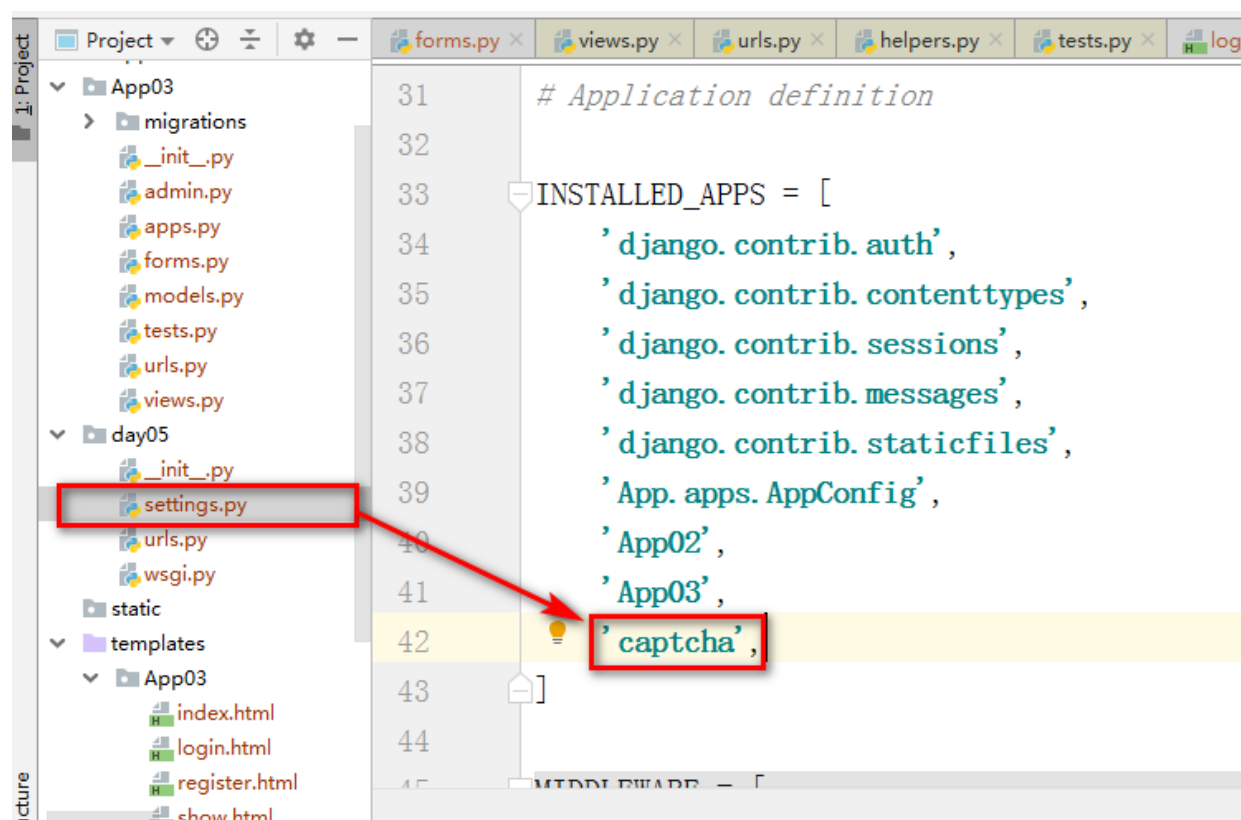 1: Project
Project
App03
migrations
__init__.py
admin.py
apps.py
forms.py
models.py
tests.py
urls.py
views.py
day05
__init__.py
settings.py
urls.py
wsgi.py
static
templates
App03
index.html
login.html
register.html
show.html
forms.py
views.py
urls.py
helpers.py
tests.py
log
31 # Application definition
32
33 INSTALLED_APPS = [
34 'django.contrib.auth',
35 'django.contrib.contenttypes',
36 'django.contrib.sessions',
37 'django.contrib.messages',
38 'django.contrib.staticfiles',
39 'App.apps.AppConfig',
40 'App02',
41 'App03',
42 'captcha',
43 ]
44
45 MIDDLEWARE = [